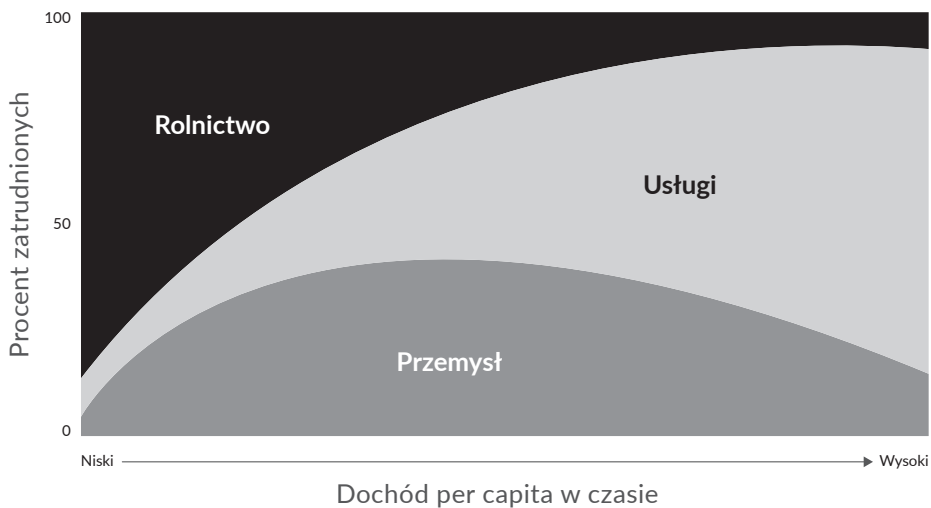 100
Procent zatrudnionych
Rolnictwo
Usługi
50
Przemysł
0
Niski
Wysoki
Dochód per capita w czasie